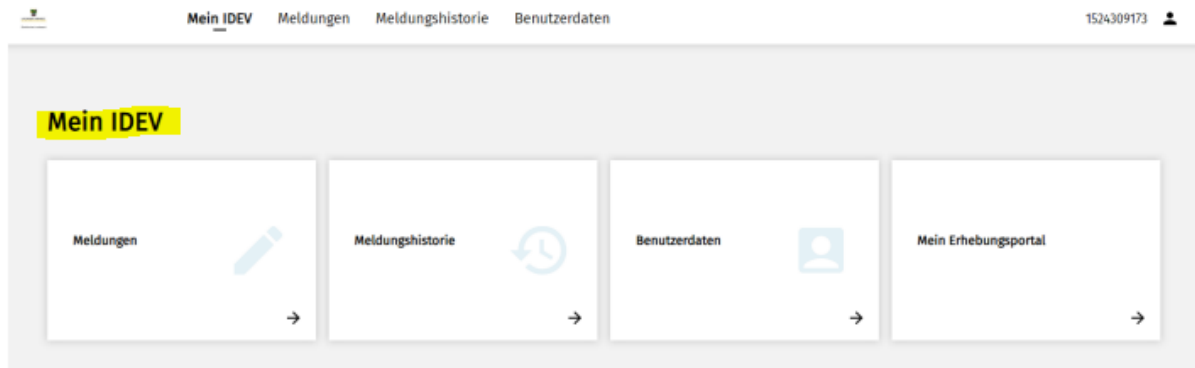 Mein IDEV Meldungen Meldungshistorie Benutzerdaten 1524309173
Mein IDEV
Meldungen Meldungshistorie Benutzerdaten Mein Erhebungsportal